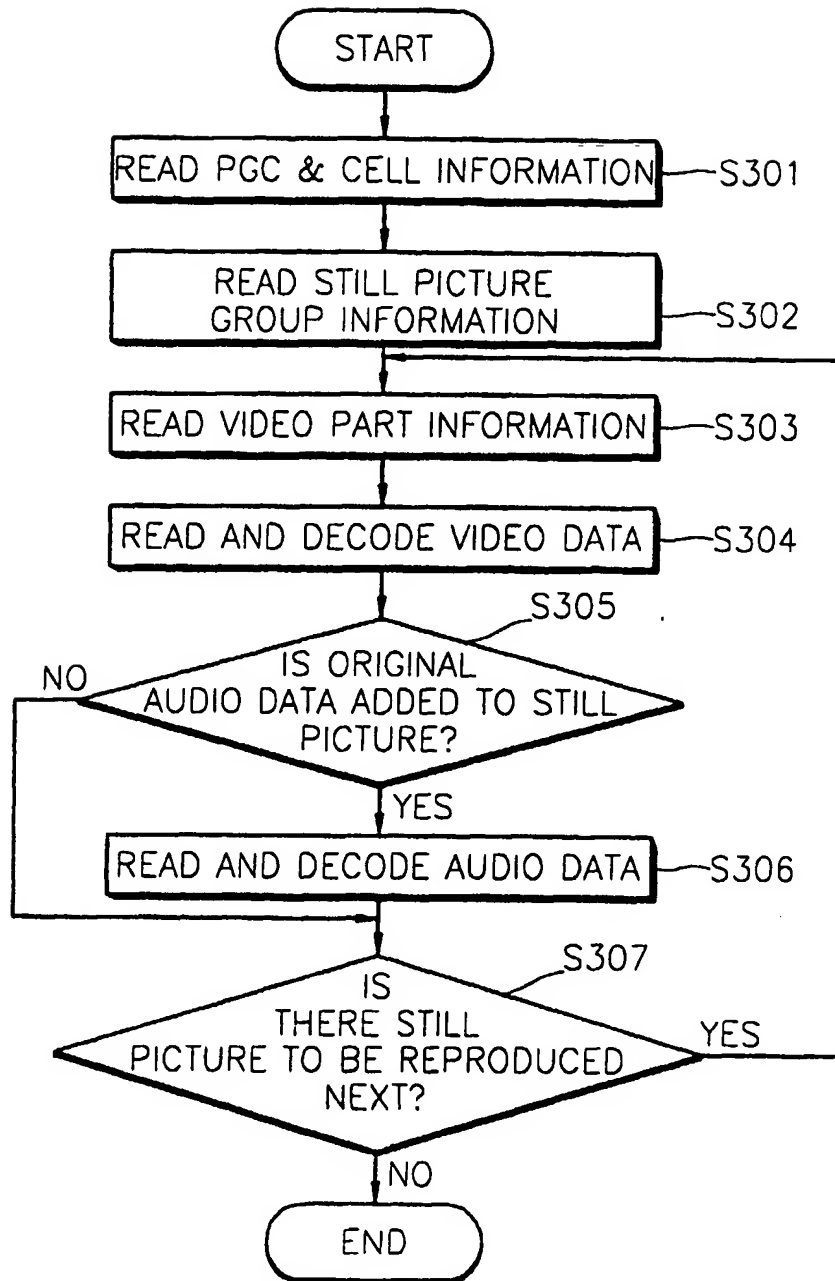 START
READ PGC & CELL INFORMATION
S301
READ STILL PICTURE
GROUP INFORMATION
S302
READ VIDEO PART INFORMATION
S303
READ AND DECODE VIDEO DATA
S304
S305
IS ORIGINAL
AUDIO DATA ADDED TO STILL
PICTURE?
NO
YES
READ AND DECODE AUDIO DATA
S306
S307
IS
THERE STILL
PICTURE TO BE REPRODUCED
NEXT?
YES
NO
END